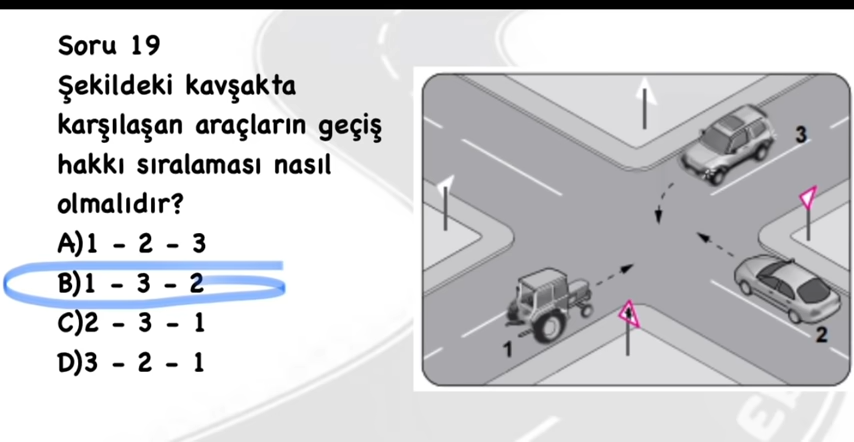 Soru 19
Şekildeki kavşakta
karşılaşan araçların geçiş
hakkı sıralaması nasıl
olmalıdır?
A)1 - 2 - 3
B)1 - 3 - 2
C)2 - 3 - 1
D)3 - 2 - 1
3
1
2